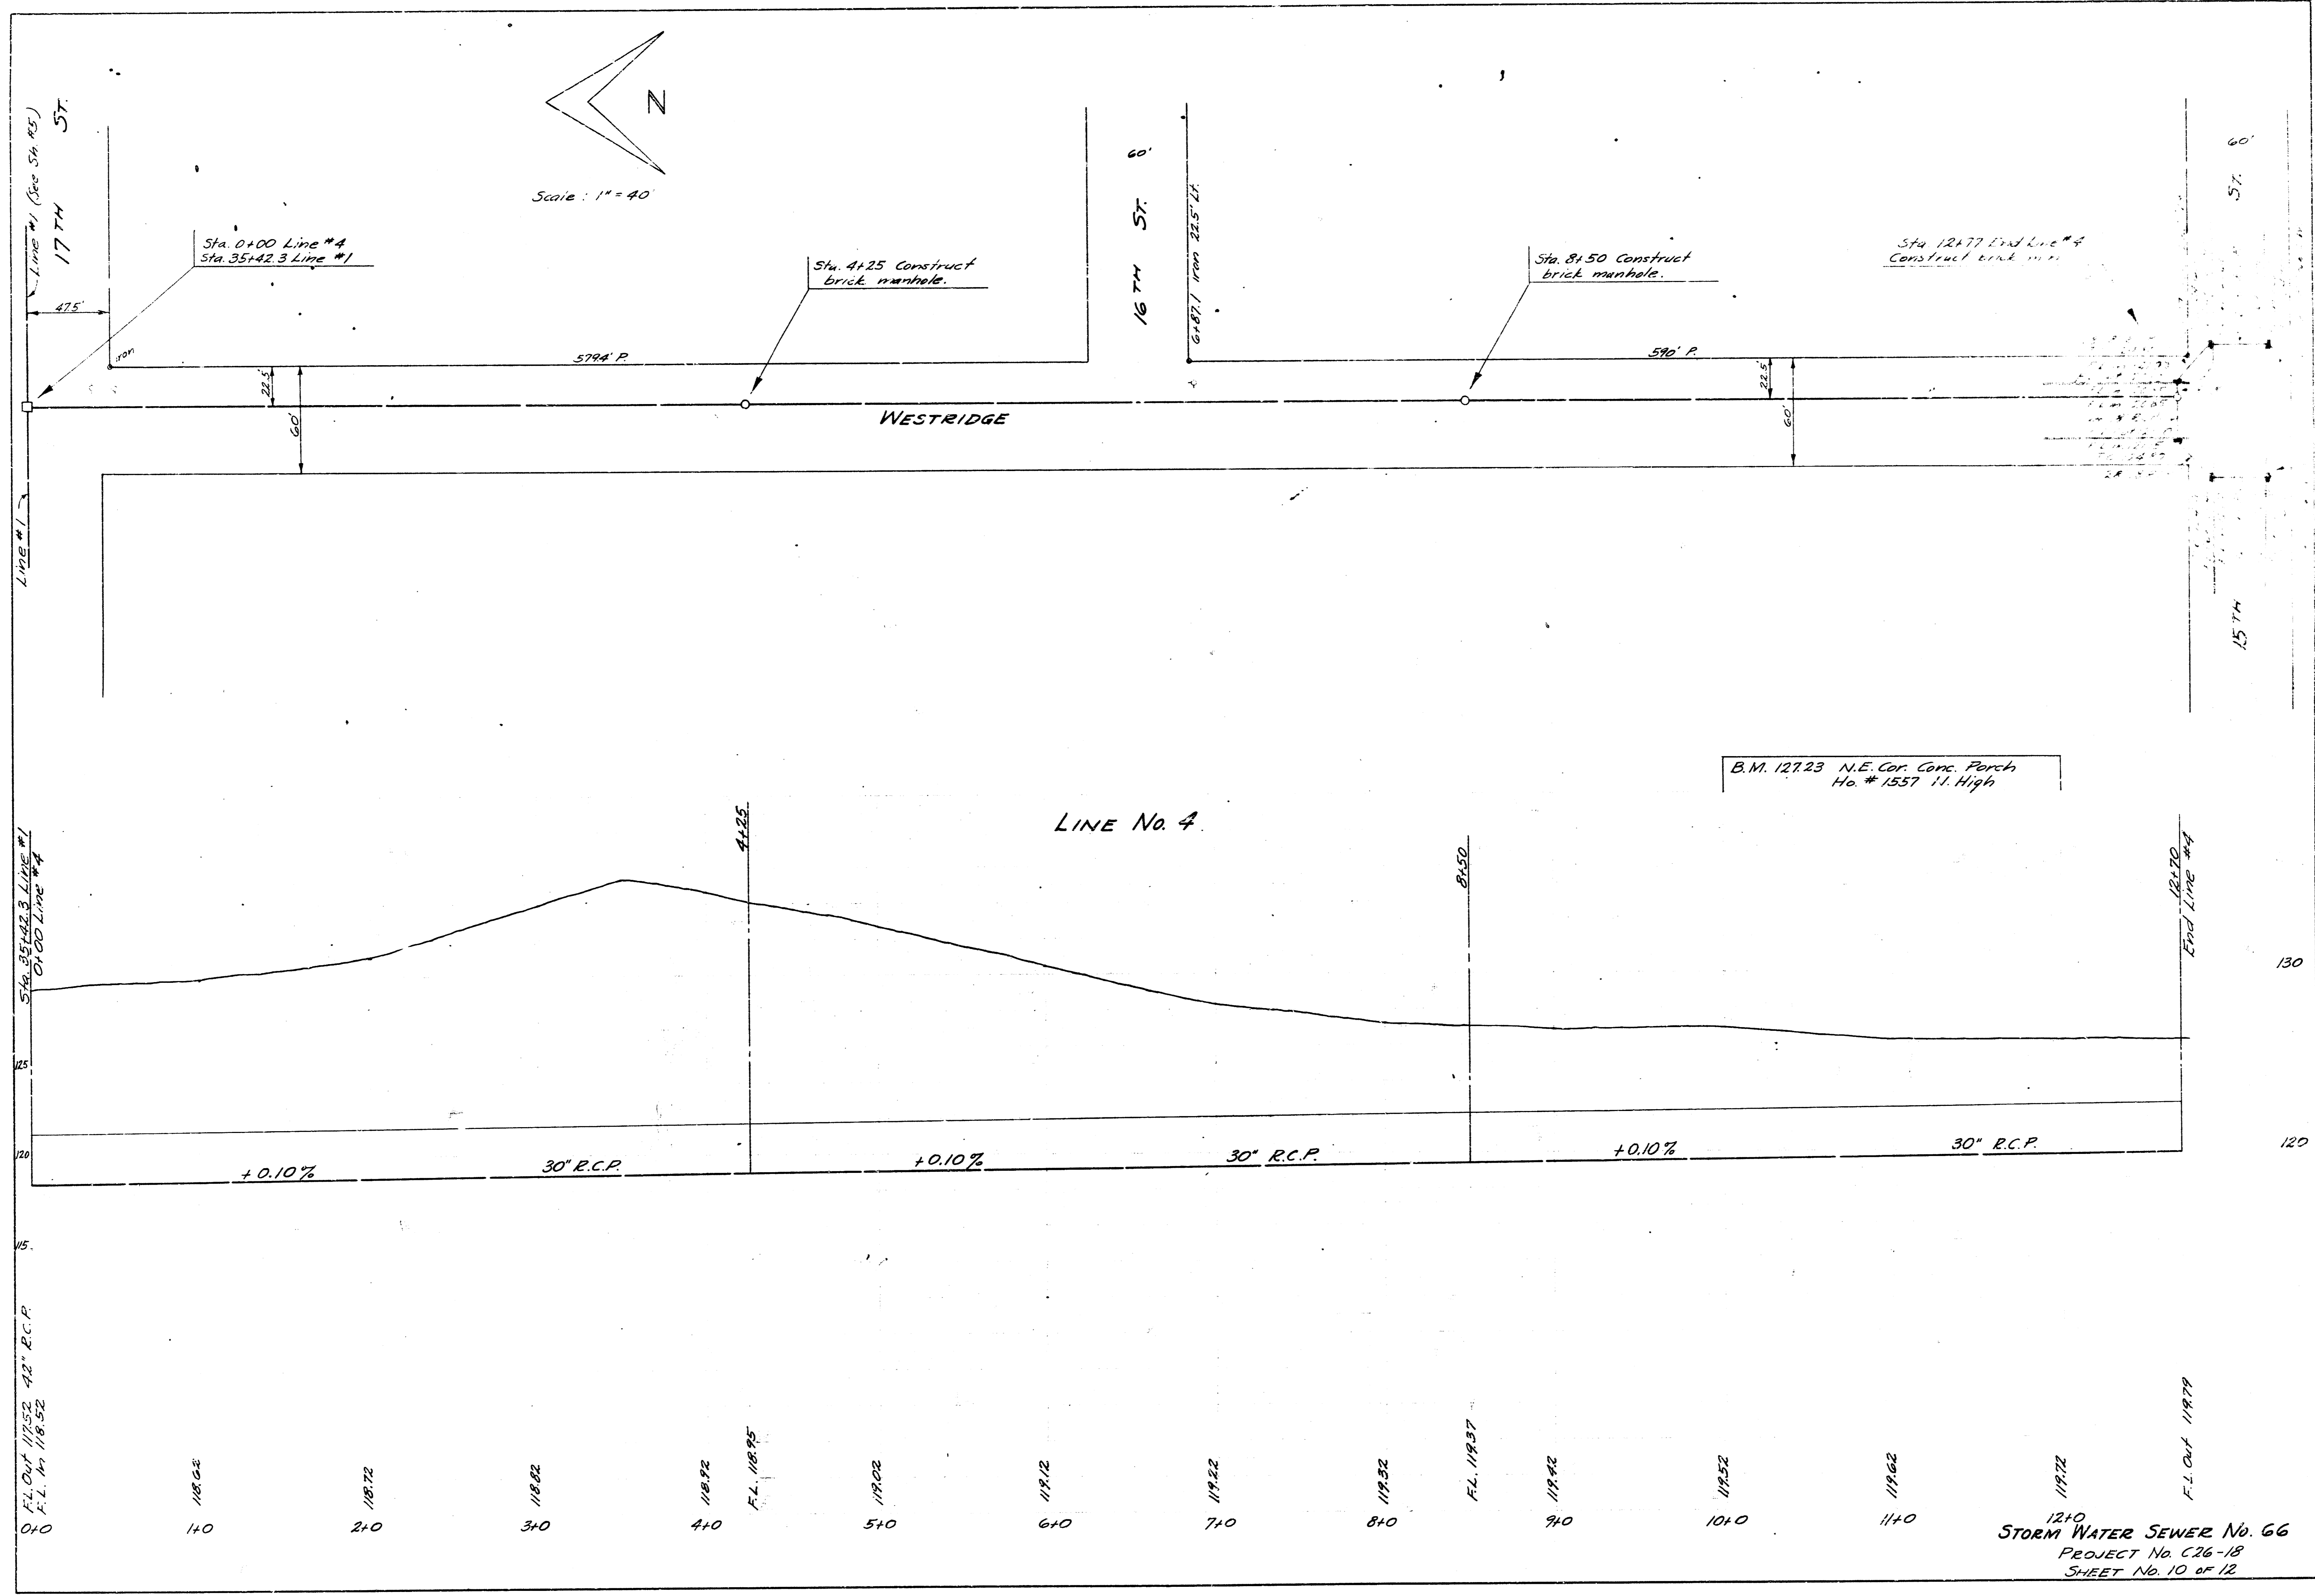 Line #1 (See Sh. #5)
17TH ST.
Z
Scale : 1" = 40'
Sta. 0+00 Line #4
Sta. 35+42.3 Line #1
47.5'
iron
22.5'
60'
579.4' P.
Sta. 4+25 Construct
brick manhole.
60'
16TH ST.
6+87.1 iron 22.5' Lt.
WESTRIDGE
Sta. 8+50 Construct
brick manhole.
590' P.
22.5'
60'
Sta 12+77 End Line #4
Construct brick
60'
15TH ST.
Line #1
B.M. 127.23 N.E. Cor. Conc. Porch
Ho. # 1557 N. High
LINE No. 4
Sta. 35+42.3 Line #1
0+00 Line #4
4+25
8+50
12+70
End Line #4
130
125
120
120
115
+0.10%
30" R.C.P.
+0.10%
30" R.C.P.
+0.10%
30" R.C.P.
F.L. Out 117.52 42" R.C.P.
F.L. In 118.52
118.62
118.72
118.82
118.92
F.L. 118.95
119.02
119.12
119.22
119.32
F.L. 119.37
119.42
119.52
119.62
119.72
F.L. Out 119.79
0+0
1+0
2+0
3+0
4+0
5+0
6+0
7+0
8+0
9+0
10+0
11+0
12+0
STORM WATER SEWER No. 66
PROJECT No. C26-18
SHEET No. 10 OF 12